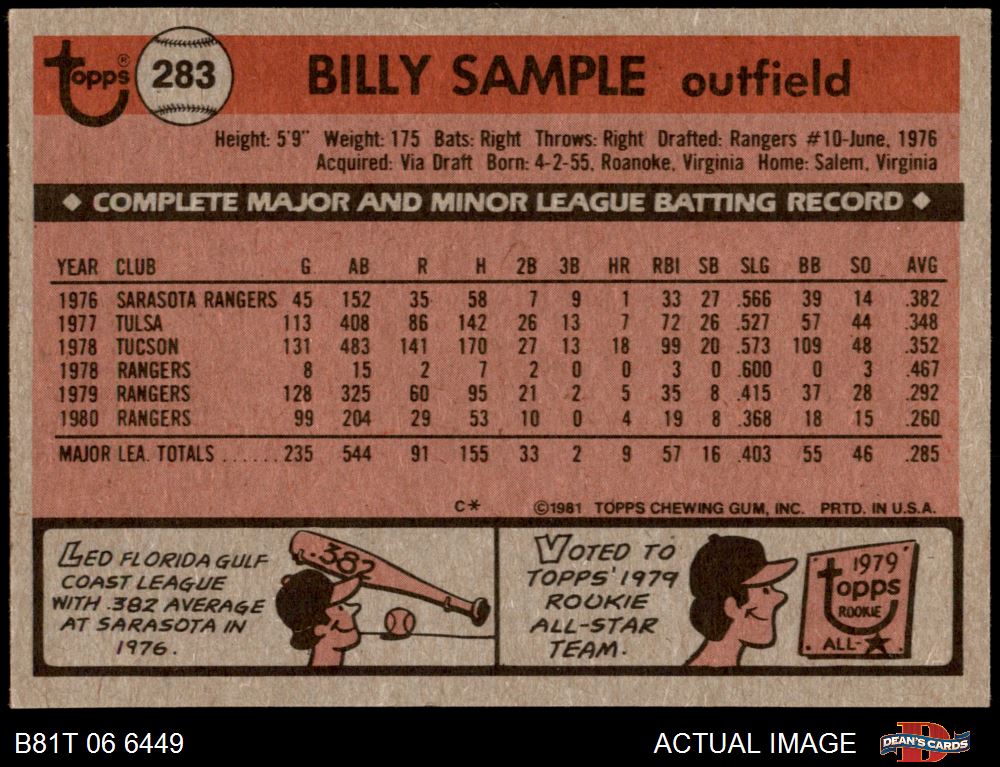 topps® 283 BILLY SAMPLE outfield
Height: 5'9" Weight: 175 Bats: Right Throws: Right Drafted: Rangers #10-June, 1976
Acquired: Via Draft Born: 4-2-55, Roanoke, Virginia Home: Salem, Virginia
◆ COMPLETE MAJOR AND MINOR LEAGUE BATTING RECORD ◆
YEAR CLUB G AB R H 2B 3B HR RBI SB SLG BB SO AVG
1976 SARASOTA RANGERS 45 152 35 58 7 9 1 33 27 .566 39 14 .382
1977 TULSA 113 408 86 142 26 13 7 72 26 .527 57 44 .348
1978 TUCSON 131 483 141 170 27 13 18 99 20 .573 109 48 .352
1978 RANGERS 8 15 2 7 2 0 0 3 0 .600 0 3 .467
1979 RANGERS 128 325 60 95 21 2 5 35 8 .415 37 28 .292
1980 RANGERS 99 204 29 53 10 0 4 19 8 .368 18 15 .260
MAJOR LEA. TOTALS ...... 235 544 91 155 33 2 9 57 16 .403 55 46 .285
C* ©1981 TOPPS CHEWING GUM, INC. PRTD. IN U.S.A.
LED FLORIDA GULF
COAST LEAGUE
WITH .382 AVERAGE
AT SARASOTA IN
1976.
.382
VOTED TO
TOPPS' 1979
ROOKIE
ALL-STAR
TEAM.
1979
topps
ROOKIE
ALL-★
B81T 06 6449 ACTUAL IMAGE D DEAN'S CARDS